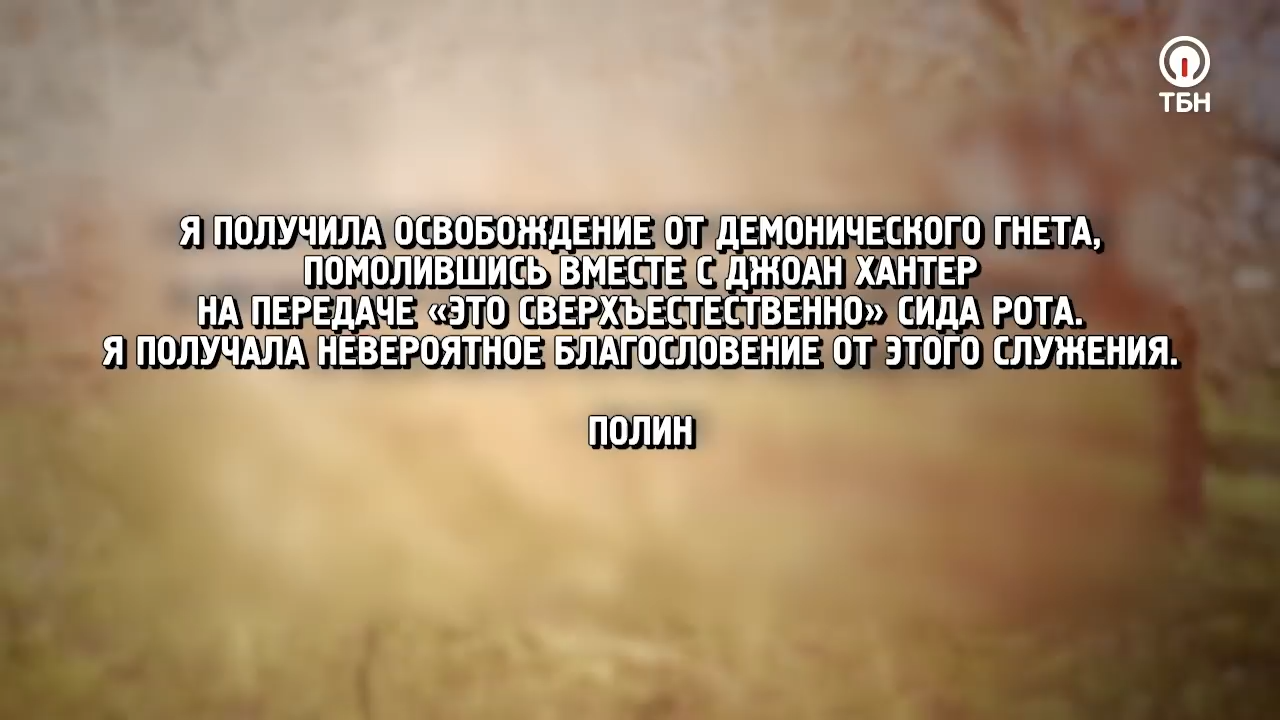 ТБН
Я ПОЛУЧИЛА ОСВОБОЖДЕНИЕ ОТ ДЕМОНИЧЕСКОГО ГНЕТА,
ПОМОЛИВШИСЬ ВМЕСТЕ С ДЖОАН ХАНТЕР
НА ПЕРЕДАЧЕ «ЭТО СВЕРХЪЕСТЕСТВЕННО» СИДА РОТА.
Я ПОЛУЧАЛА НЕВЕРОЯТНОЕ БЛАГОСЛОВЕНИЕ ОТ ЭТОГО СЛУЖЕНИЯ.
ПОЛИН